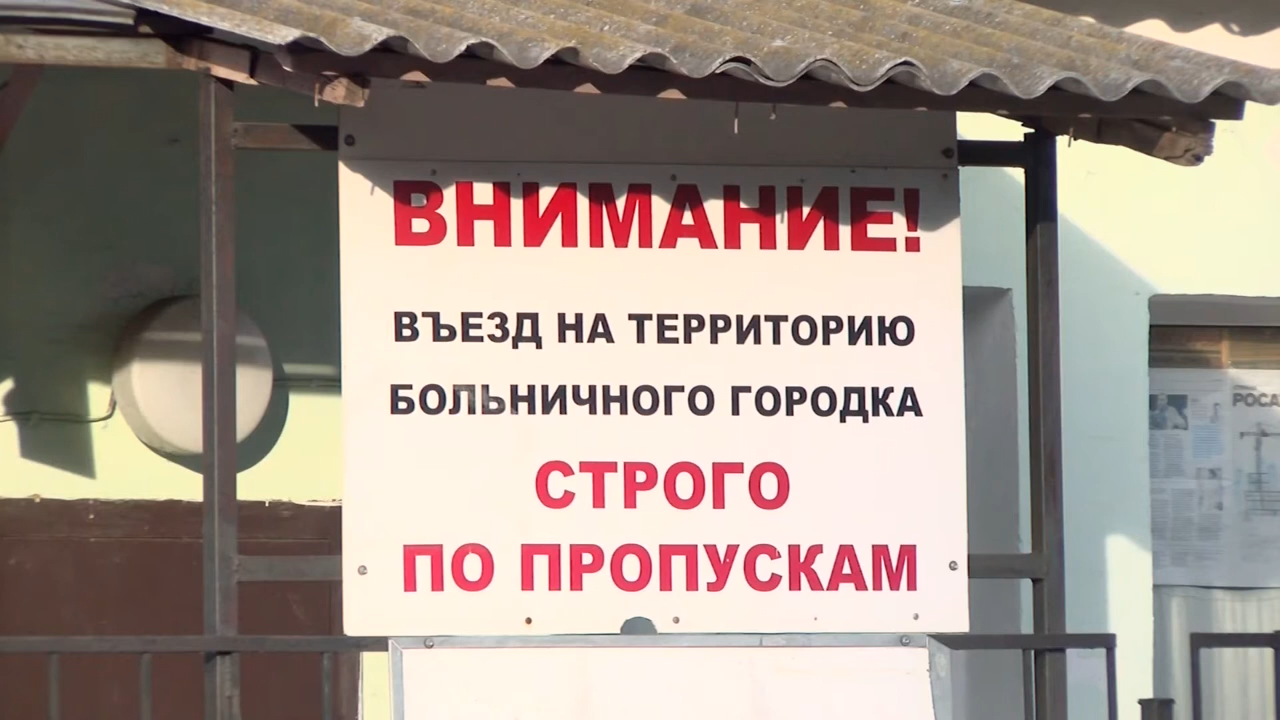 ВНИМАНИЕ!
ВЪЕЗД НА ТЕРРИТОРИЮ
БОЛЬНИЧНОГО ГОРОДКА
СТРОГО
ПО ПРОПУСКАМ